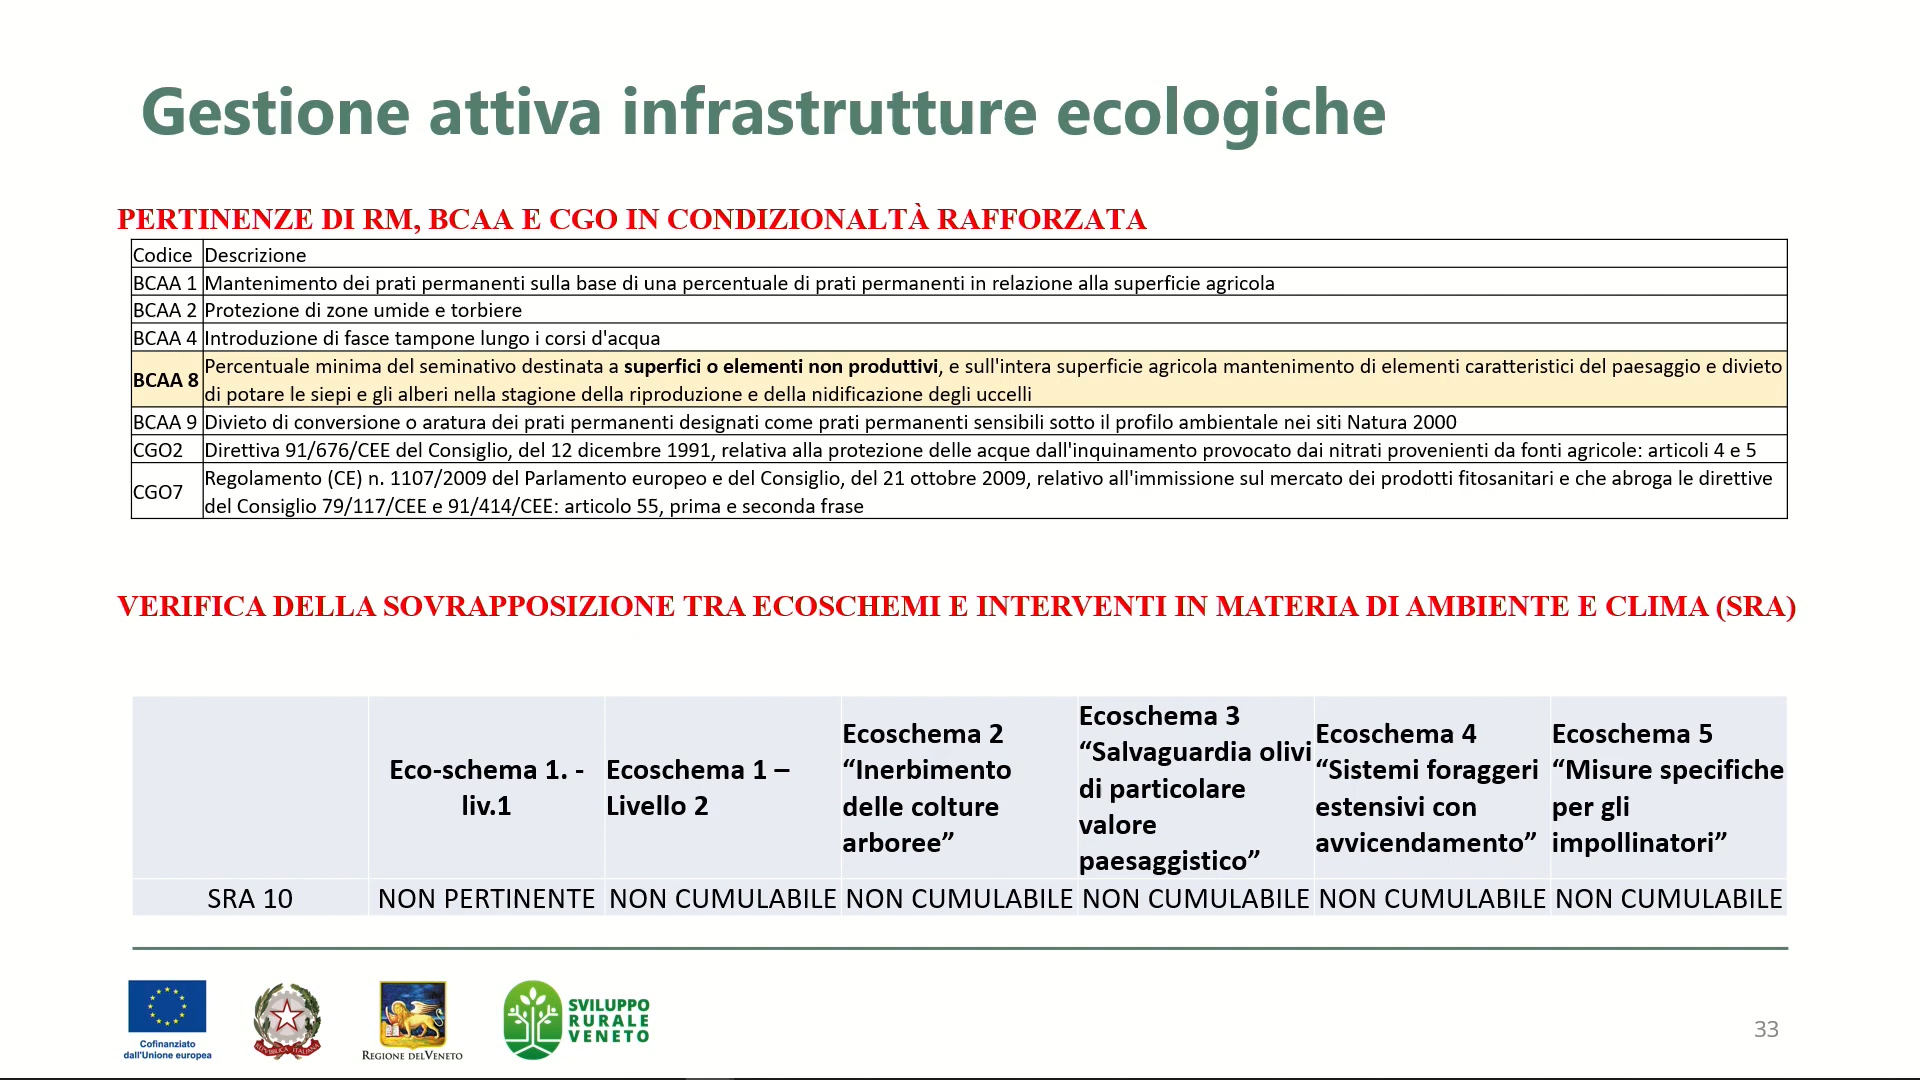 Gestione attiva infrastrutture ecologiche
PERTINENZE DI RM, BCAA E CGO IN CONDIZIONALTÀ RAFFORZATA
Codice Descrizione
BCAA 1 Mantenimento dei prati permanenti sulla base di una percentuale di prati permanenti in relazione alla superficie agricola
BCAA 2 Protezione di zone umide e torbiere
BCAA 4 Introduzione di fasce tampone lungo i corsi d'acqua
BCAA 8 Percentuale minima del seminativo destinata a superfici o elementi non produttivi, e sull'intera superficie agricola mantenimento di elementi caratteristici del paesaggio e divieto
di potare le siepi e gli alberi nella stagione della riproduzione e della nidificazione degli uccelli
BCAA 9 Divieto di conversione o aratura dei prati permanenti designati come prati permanenti sensibili sotto il profilo ambientale nei siti Natura 2000
CGO2 Direttiva 91/676/CEE del Consiglio, del 12 dicembre 1991, relativa alla protezione delle acque dall'inquinamento provocato dai nitrati provenienti da fonti agricole: articoli 4 e 5
CGO7 Regolamento (CE) n. 1107/2009 del Parlamento europeo e del Consiglio, del 21 ottobre 2009, relativo all'immissione sul mercato dei prodotti fitosanitari e che abroga le direttive
del Consiglio 79/117/CEE e 91/414/CEE: articolo 55, prima e seconda frase
VERIFICA DELLA SOVRAPPOSIZIONE TRA ECOSCHEMI E INTERVENTI IN MATERIA DI AMBIENTE E CLIMA (SRA)
Eco-schema 1. -
liv.1
Ecoschema 1 –
Livello 2
Ecoschema 2
“Inerbimento
delle colture
arboree”
Ecoschema 3
“Salvaguardia olivi
di particolare
valore
paesaggistico”
Ecoschema 4
“Sistemi foraggeri
estensivi con
avvicendamento”
Ecoschema 5
“Misure specifiche
per gli
impollinatori”
SRA 10 NON PERTINENTE NON CUMULABILE NON CUMULABILE NON CUMULABILE NON CUMULABILE NON CUMULABILE
Cofinanziato
dall'Unione europea
REGIONE DEL VENETO
SVILUPPO
RURALE
VENETO
33